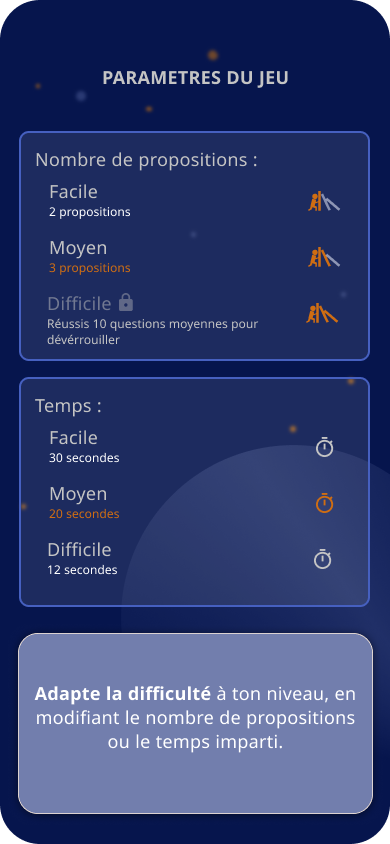 PARAMETRES DU JEU
Nombre de propositions :
Facile
2 propositions
Moyen
3 propositions
Difficile
Réussis 10 questions moyennes pour
dévérrouiller
Temps :
Facile
30 secondes
Moyen
20 secondes
Difficile
12 secondes
Adapte la difficulté à ton niveau, en
modifiant le nombre de propositions
ou le temps imparti.